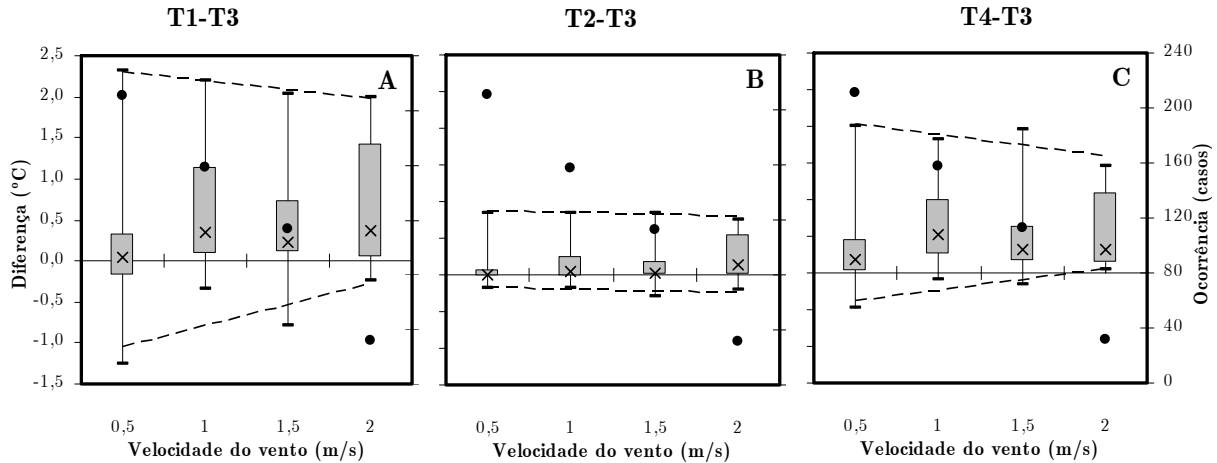 T1-T3 T2-T3 T4-T3
A B C
Diferença (ºC)
2,5
2,0
1,5
1,0
0,5
0,0
-0,5
-1,0
-1,5
240
200
160
120
80
40
0
Ocorrência (casos)
0,5 1 1,5 2 0,5 1 1,5 2 0,5 1 1,5 2
Velocidade do vento (m/s) Velocidade do vento (m/s) Velocidade do vento (m/s)